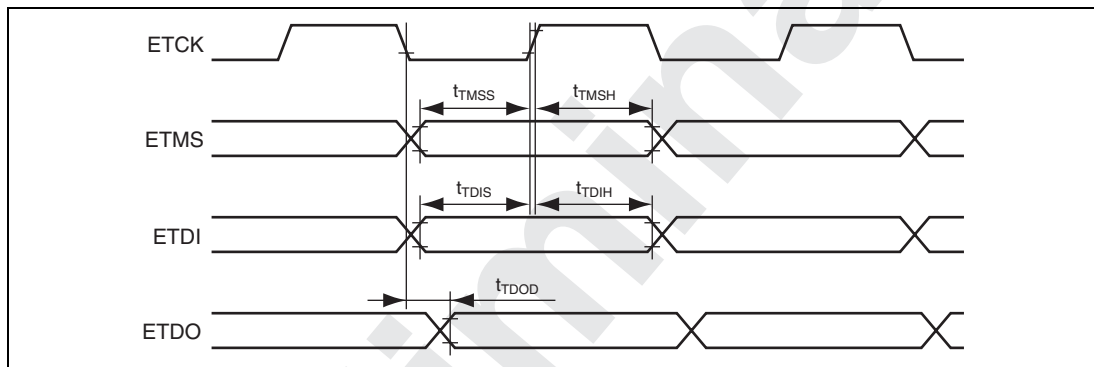 ETCK
tTMSS tTMSH
ETMS
tTDIS tTDIH
ETDI
tTDOD
ETDO